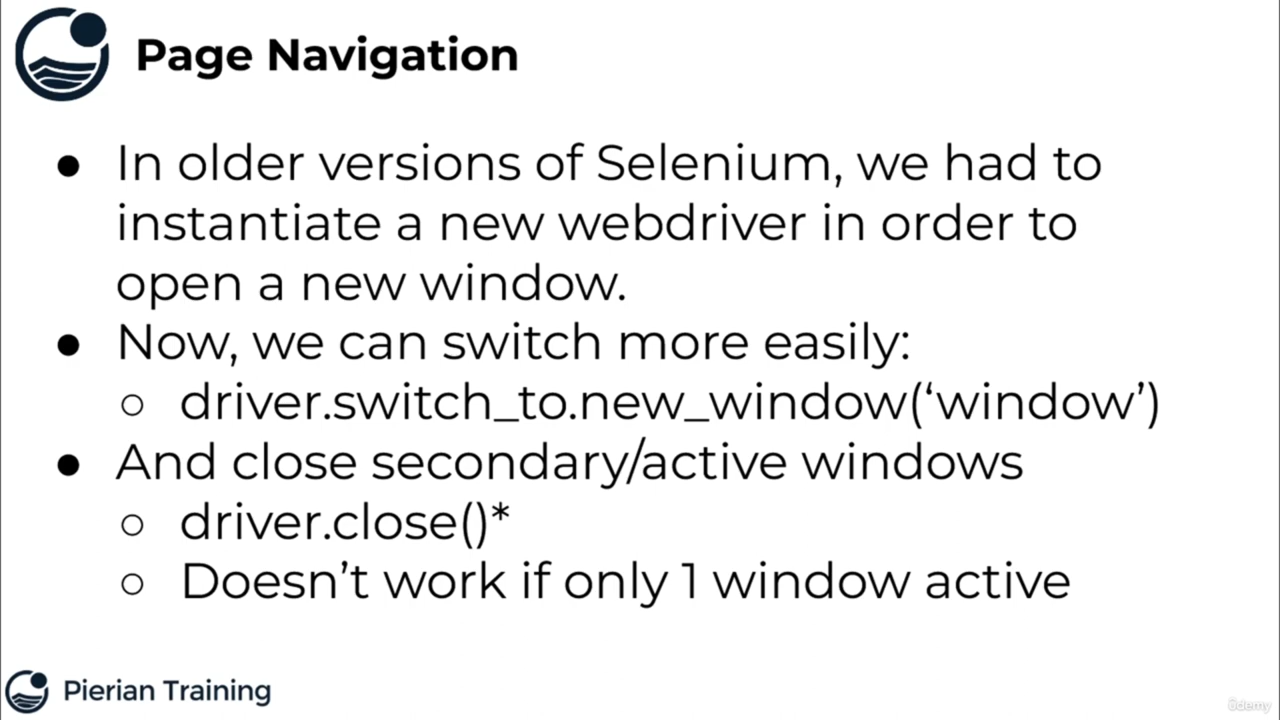 Page Navigation
● In older versions of Selenium, we had to
instantiate a new webdriver in order to
open a new window.
● Now, we can switch more easily:
○ driver.switch_to.new_window(‘window’)
● And close secondary/active windows
○ driver.close()*
○ Doesn’t work if only 1 window active
Pierian Training
ûdemy